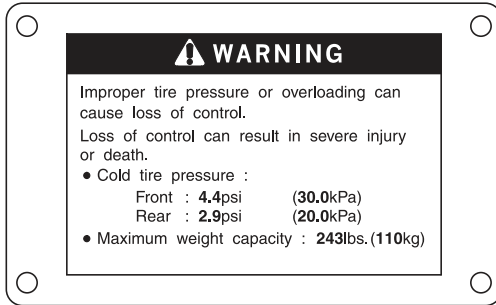 WARNING
Improper tire pressure or overloading can
cause loss of control.
Loss of control can result in severe injury
or death.
• Cold tire pressure :
Front : 4.4psi (30.0kPa)
Rear : 2.9psi (20.0kPa)
• Maximum weight capacity : 243lbs.(110kg)